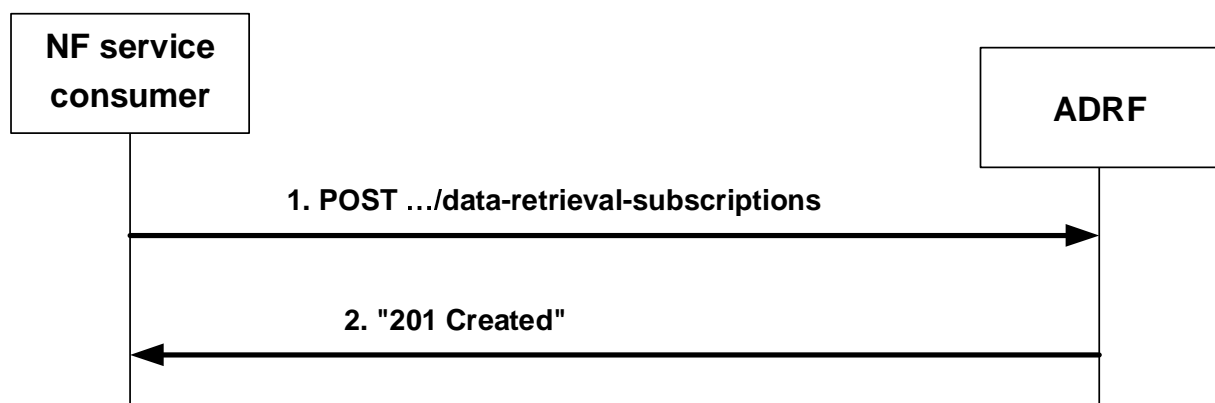 NF service
consumer
ADRF
1. POST …/data-retrieval-subscriptions
2. "201 Created"